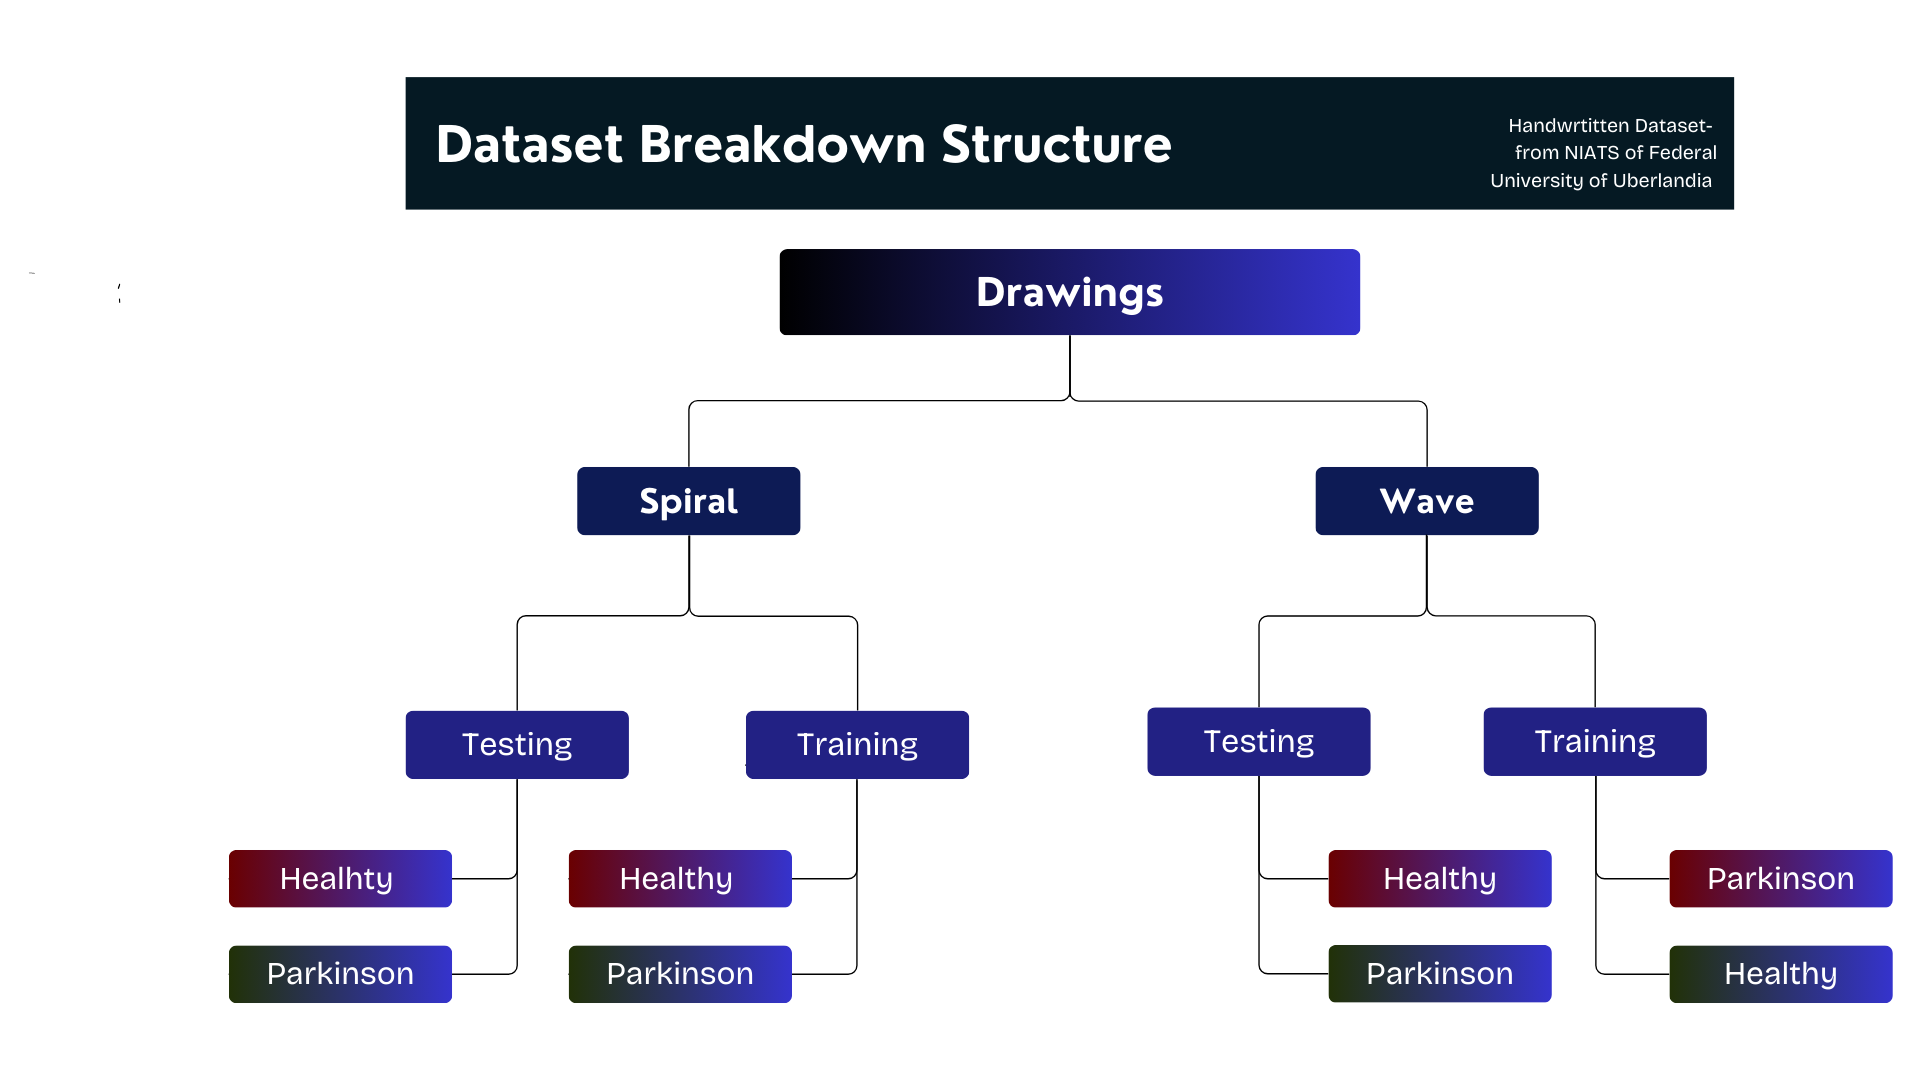 Dataset Breakdown Structure
Handwrtitten Dataset-
from NIATS of Federal
University of Uberlandia
Drawings
Spiral
Wave
Testing
Training
Testing
Training
Healhty
Healthy
Healthy
Parkinson
Parkinson
Parkinson
Parkinson
Healthy